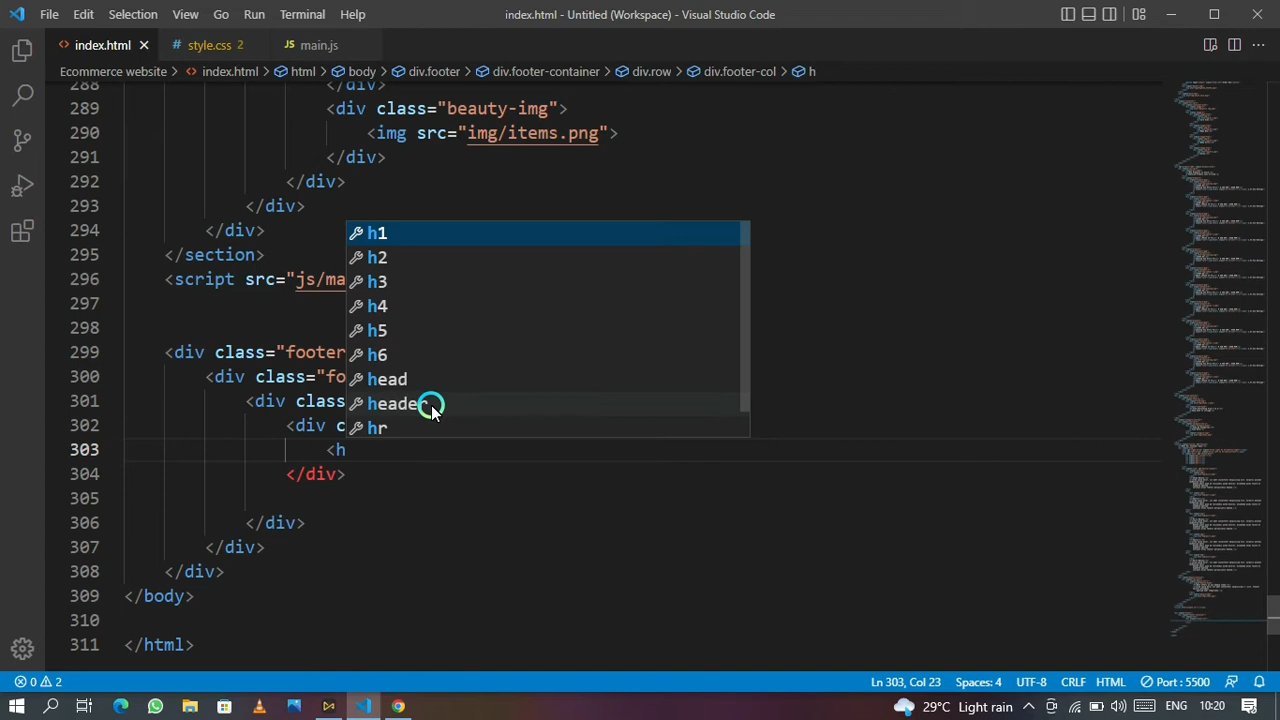 File Edit Selection View Go Run Terminal Help index.html - Untitled (Workspace) - Visual Studio Code
index.html style.css 2 main.js
Ecommerce website > index.html > html > body > div.footer > div.footer-container > div.row > div.footer-col > h
288 </div>
289 <div class="beauty-img">
290 <img src="img/items.png">
291 </div>
292 </div>
293 </div>
294 </div>
295 </section>
296 <script src="js/ma
297
298
299 <div class="footer
300 <div class="fo
301 <div class
302 <div c
303 <h
304 </div>
305
306 </div>
307 </div>
308 </div>
309 </body>
310
311 </html>
h1
h2
h3
h4
h5
h6
head
header
hr
0 2 Ln 303, Col 23 Spaces: 4 UTF-8 CRLF HTML Port : 5500
29°C Light rain ENG 10:20